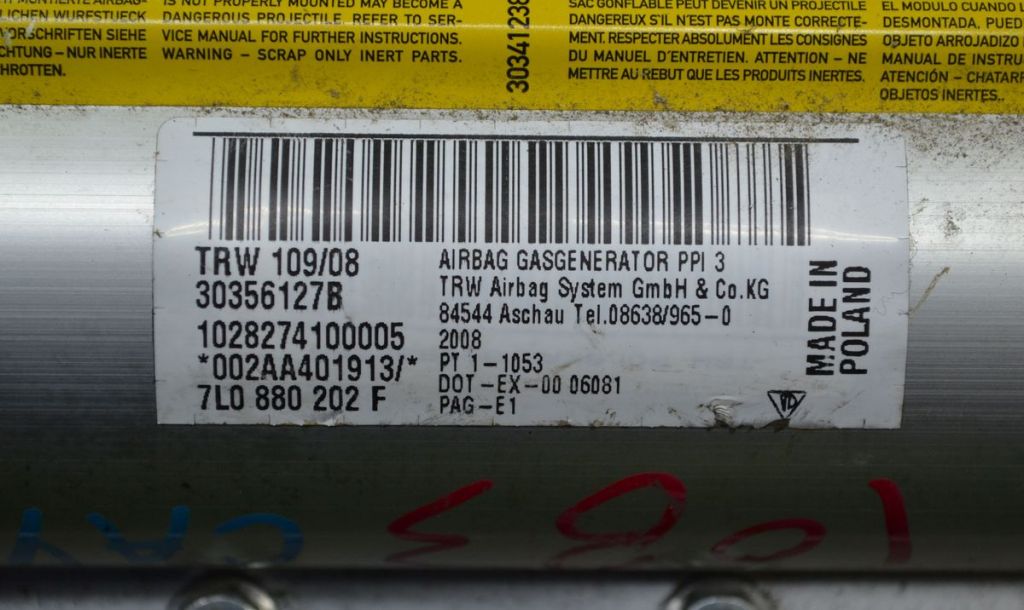 MONTIERTE AIRBAG-
LICHEN WURFSTUECK
VORSCHRIFTEN SIEHE
CHTUNG – NUR INERTE
HROTTEN.
IS NOT PROPERLY MOUNTED MAY BECOME A
DANGEROUS PROJECTILE. REFER TO SER-
VICE MANUAL FOR FURTHER INSTRUCTIONS.
WARNING – SCRAP ONLY INERT PARTS.
30341238
SAC GONFLABLE PEUT DEVENIR UN PROJECTILE
DANGEREUX S'IL N'EST PAS MONTE CORRECTE-
MENT. RESPECTER ABSOLUMENT LES CONSIGNES
DU MANUEL D'ENTRETIEN. ATTENTION – NE
METTRE AU REBUT QUE LES PRODUITS INERTES.
EL MODULO CUANDO
DESMONTADA. PUED
OBJETO ARROJADIZO
MANUAL DE INSTRU
ATENCIÓN – CHATARR
OBJETOS INERTES..
TRW 109/08
30356127B
1028274100005
*002AA401913/*
7L0 880 202 F
AIRBAG GASGENERATOR PPI 3
TRW Airbag System GmbH & Co.KG
84544 Aschau Tel.08638/965-0
2008
PT 1-1053
DOT-EX-00 06081
PAG-E1
MADE IN
POLAND